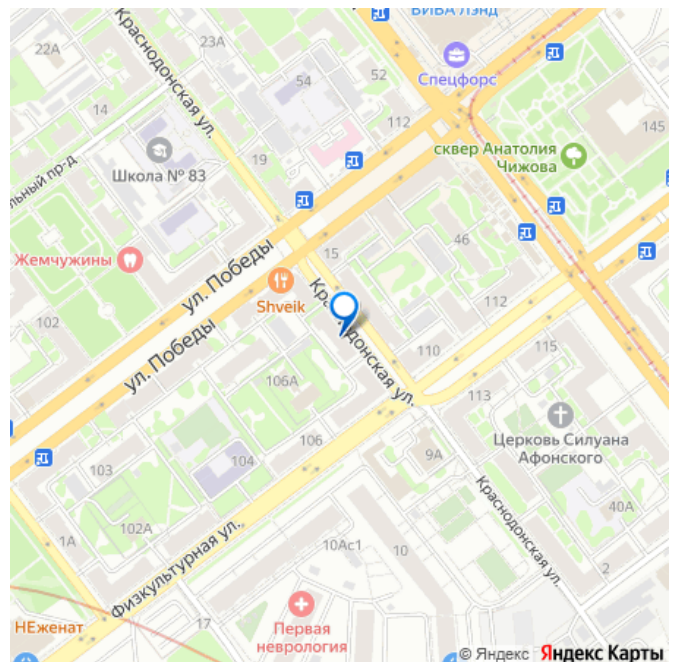 ВИВА ЛЭНД
22А
23А
Краснодонская ул.
Спецфорс
54
52
14
112
145
сквер Анатолия
Чижова
Школа № 83
19
льный пр-д
46
15
Жемчужины
ул. Победы
Shveik
Краснодонская ул.
112
102
ул. Победы
110
115
106А
113
Церковь Силуана
Афонского
106
9А
103
104
Краснодонская ул.
40А
102А
1А
10Ас1
10
Физкультурная ул.
2
17
НЕженат
Первая
неврология
© Яндекс Яндекс Карты